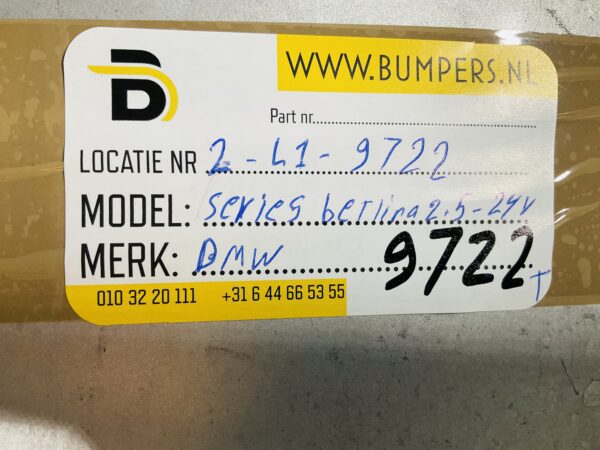 WWW.BUMPERS.NL
Part nr.
LOCATIE NR 2-L1-9722
MODEL: series berlina 2.5-24v
MERK: BMW 9722 T
010 32 20 111 +31 6 44 66 53 55